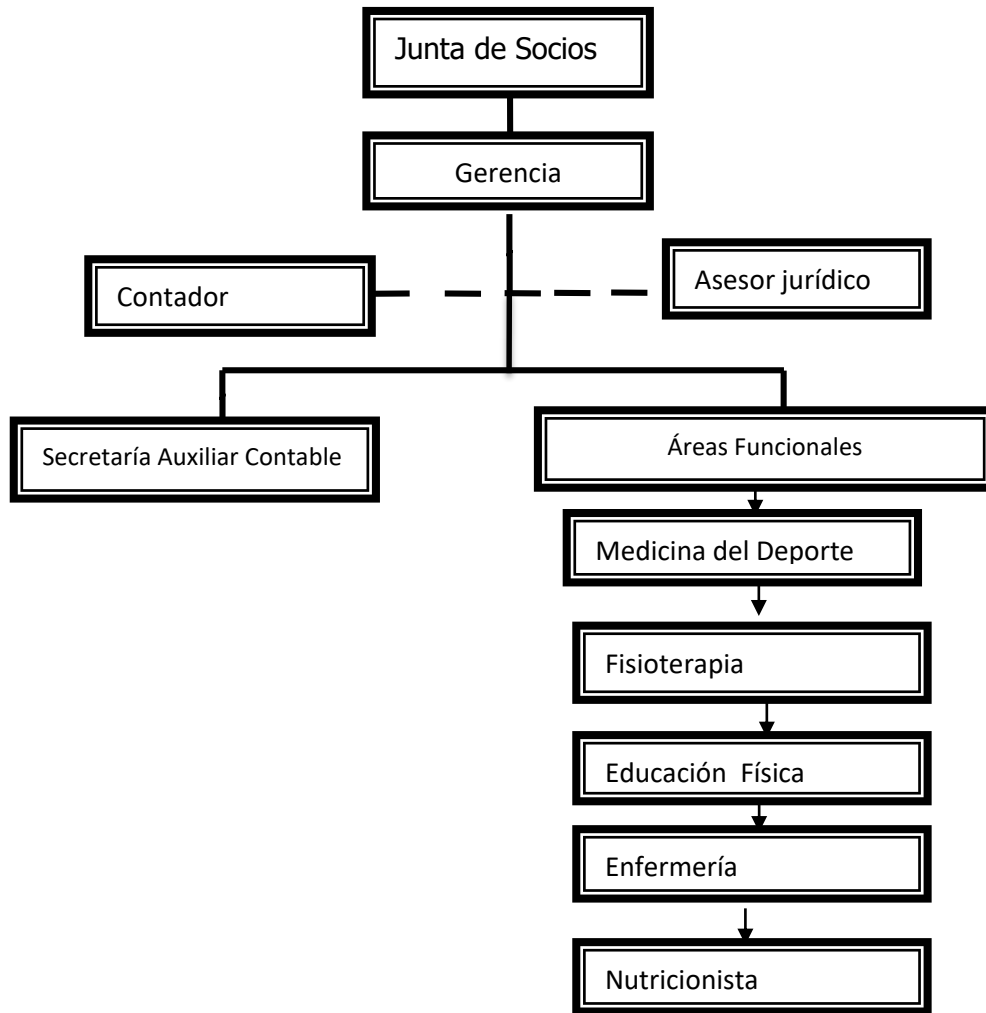 Junta de Socios
Gerencia
Contador
Asesor jurídico
Secretaría Auxiliar Contable
Áreas Funcionales
Medicina del Deporte
Fisioterapia
Educación  Física
Enfermería
Nutricionista